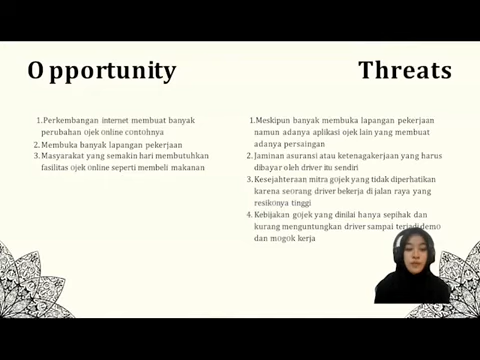 Opportunity
1.Perkembangan internet membuat banyak
perubahan ojek online contohnya
2. Membuka banyak lapangan pekerjaan
3. Masyarakat yang semakin hari membutuhkan
fasilitas ojek online seperti membeli makanan
Threats
1.Meskipun banyak membuka lapangan pekerjaan
namun adanya aplikasi ojek lain yang membuat
adanya persaingan
2. Jaminan asuransi atau ketenagakerjaan yang harus
dibayar oleh driver itu sendiri
3. Kesejahteraan mitra gojek yang tidak diperhatikan
karena seorang driver bekerja di jalan raya yang
resikonya tinggi
4. Kebijakan gojek yang dinilai hanya sepihak dan
kurang menguntungkan driver sampai terjadi demo
dan mogok kerja